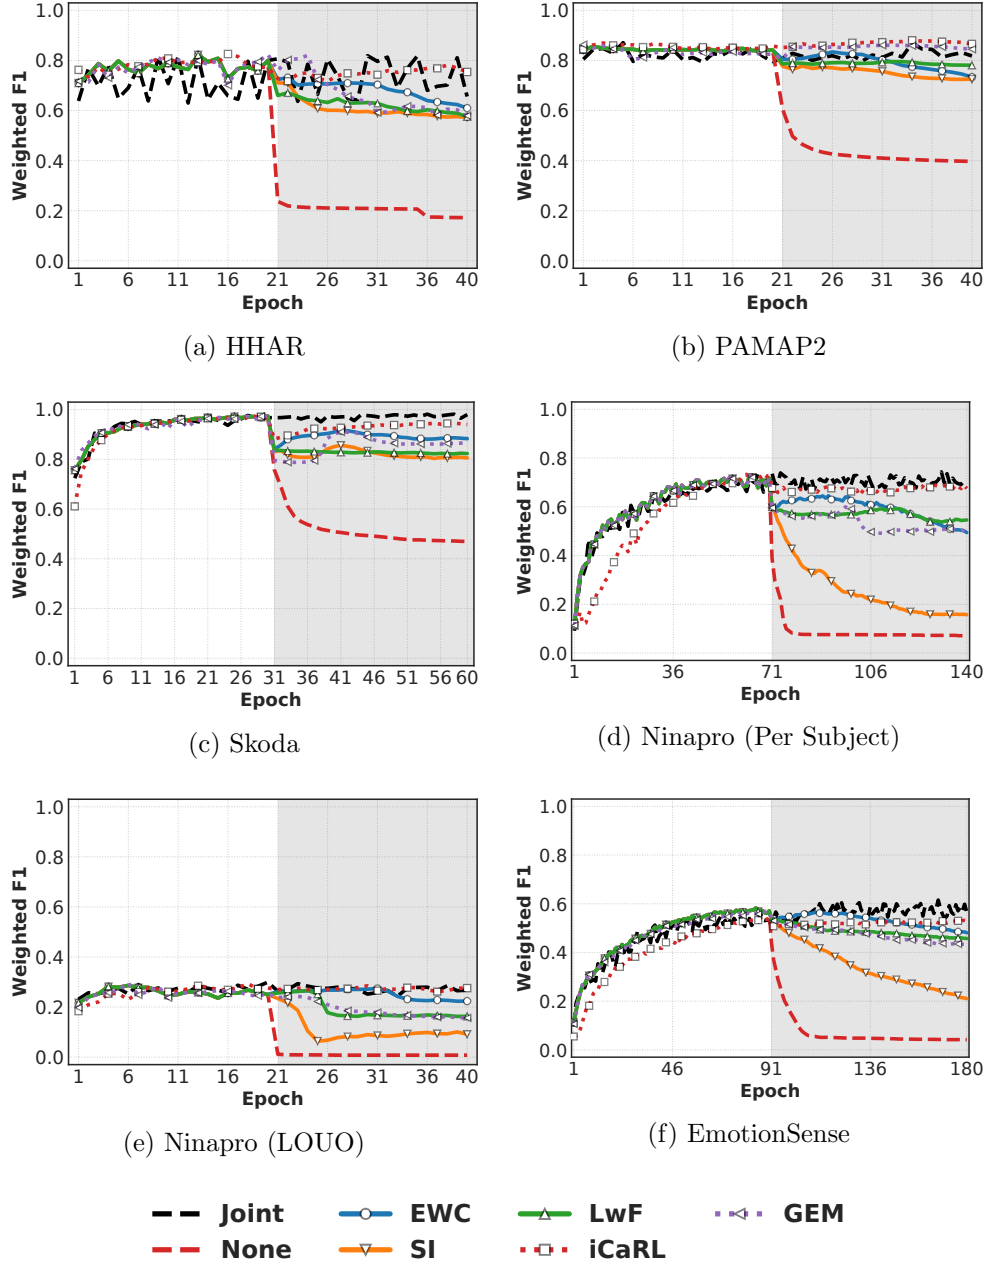 1.0
0.8
0.6
0.4
0.2
0.0
Weighted F1
1 6 11 16 21 26 31 36 40
Epoch
(a) HHAR
1.0
0.8
0.6
0.4
0.2
0.0
Weighted F1
1 6 11 16 21 26 31 36 40
Epoch
(b) PAMAP2
1.0
0.8
0.6
0.4
0.2
0.0
Weighted F1
1 6 11 16 21 26 31 36 41 46 51 56 60
Epoch
(c) Skoda
1.0
0.8
0.6
0.4
0.2
0.0
Weighted F1
1 36 71 106 140
Epoch
(d) Ninapro (Per Subject)
1.0
0.8
0.6
0.4
0.2
0.0
Weighted F1
1 6 11 16 21 26 31 36 40
Epoch
(e) Ninapro (LOUO)
1.0
0.8
0.6
0.4
0.2
0.0
Weighted F1
1 46 91 136 180
Epoch
(f) EmotionSense
Joint EWC LwF GEM
None SI iCaRL